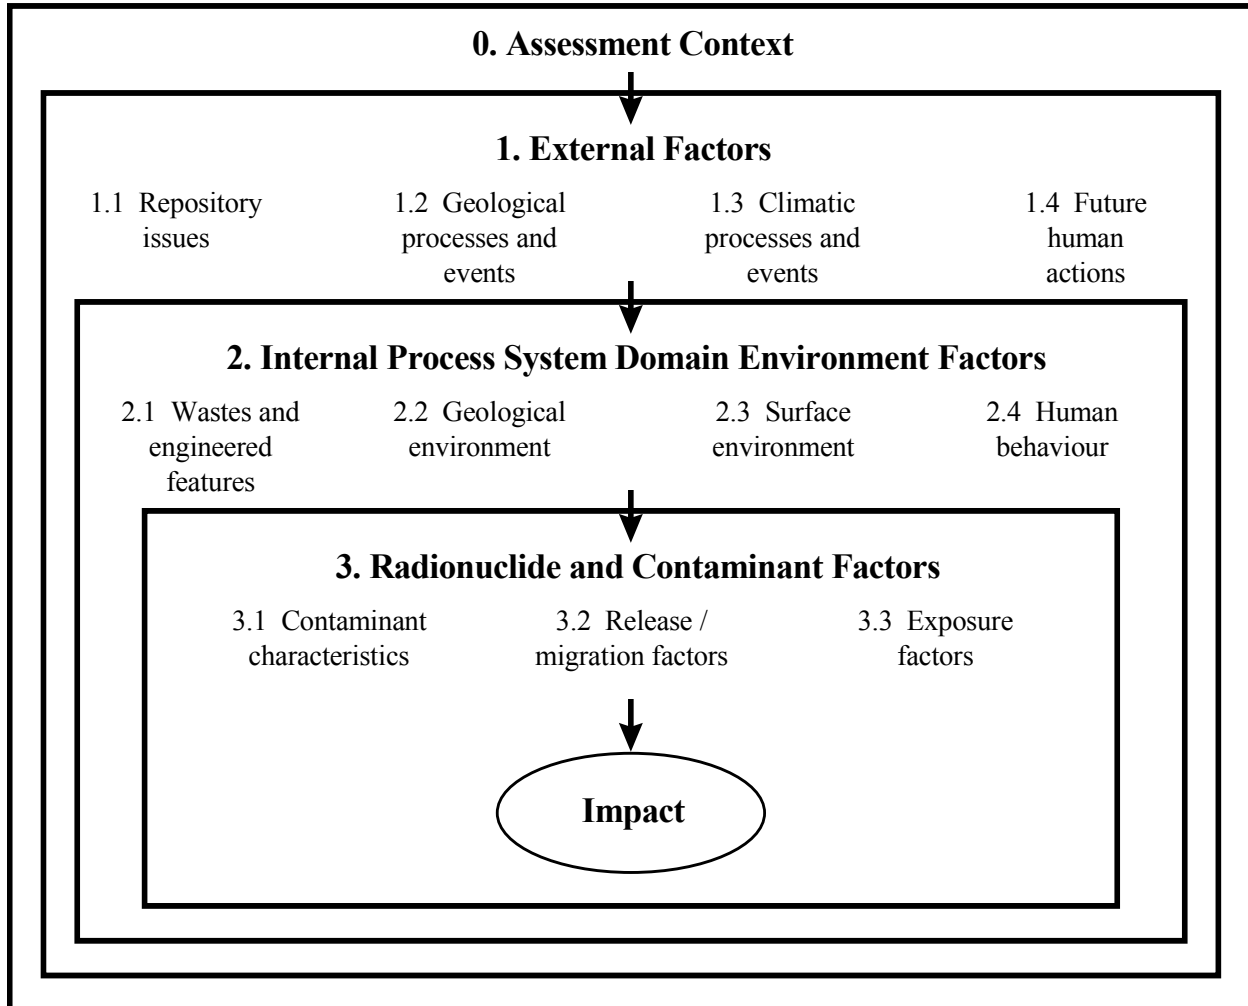 0. Assessment Context
1. External Factors
1.1 Repository
issues
1.2 Geological
processes and
events
1.3 Climatic
processes and
events
1.4 Future
human
actions
2. Internal Process System Domain Environment Factors
2.1 Wastes and
engineered
features
2.2 Geological
environment
2.3 Surface
environment
2.4 Human
behaviour
3. Radionuclide and Contaminant Factors
3.1 Contaminant
characteristics
3.2 Release /
migration factors
3.3 Exposure
factors
Impact